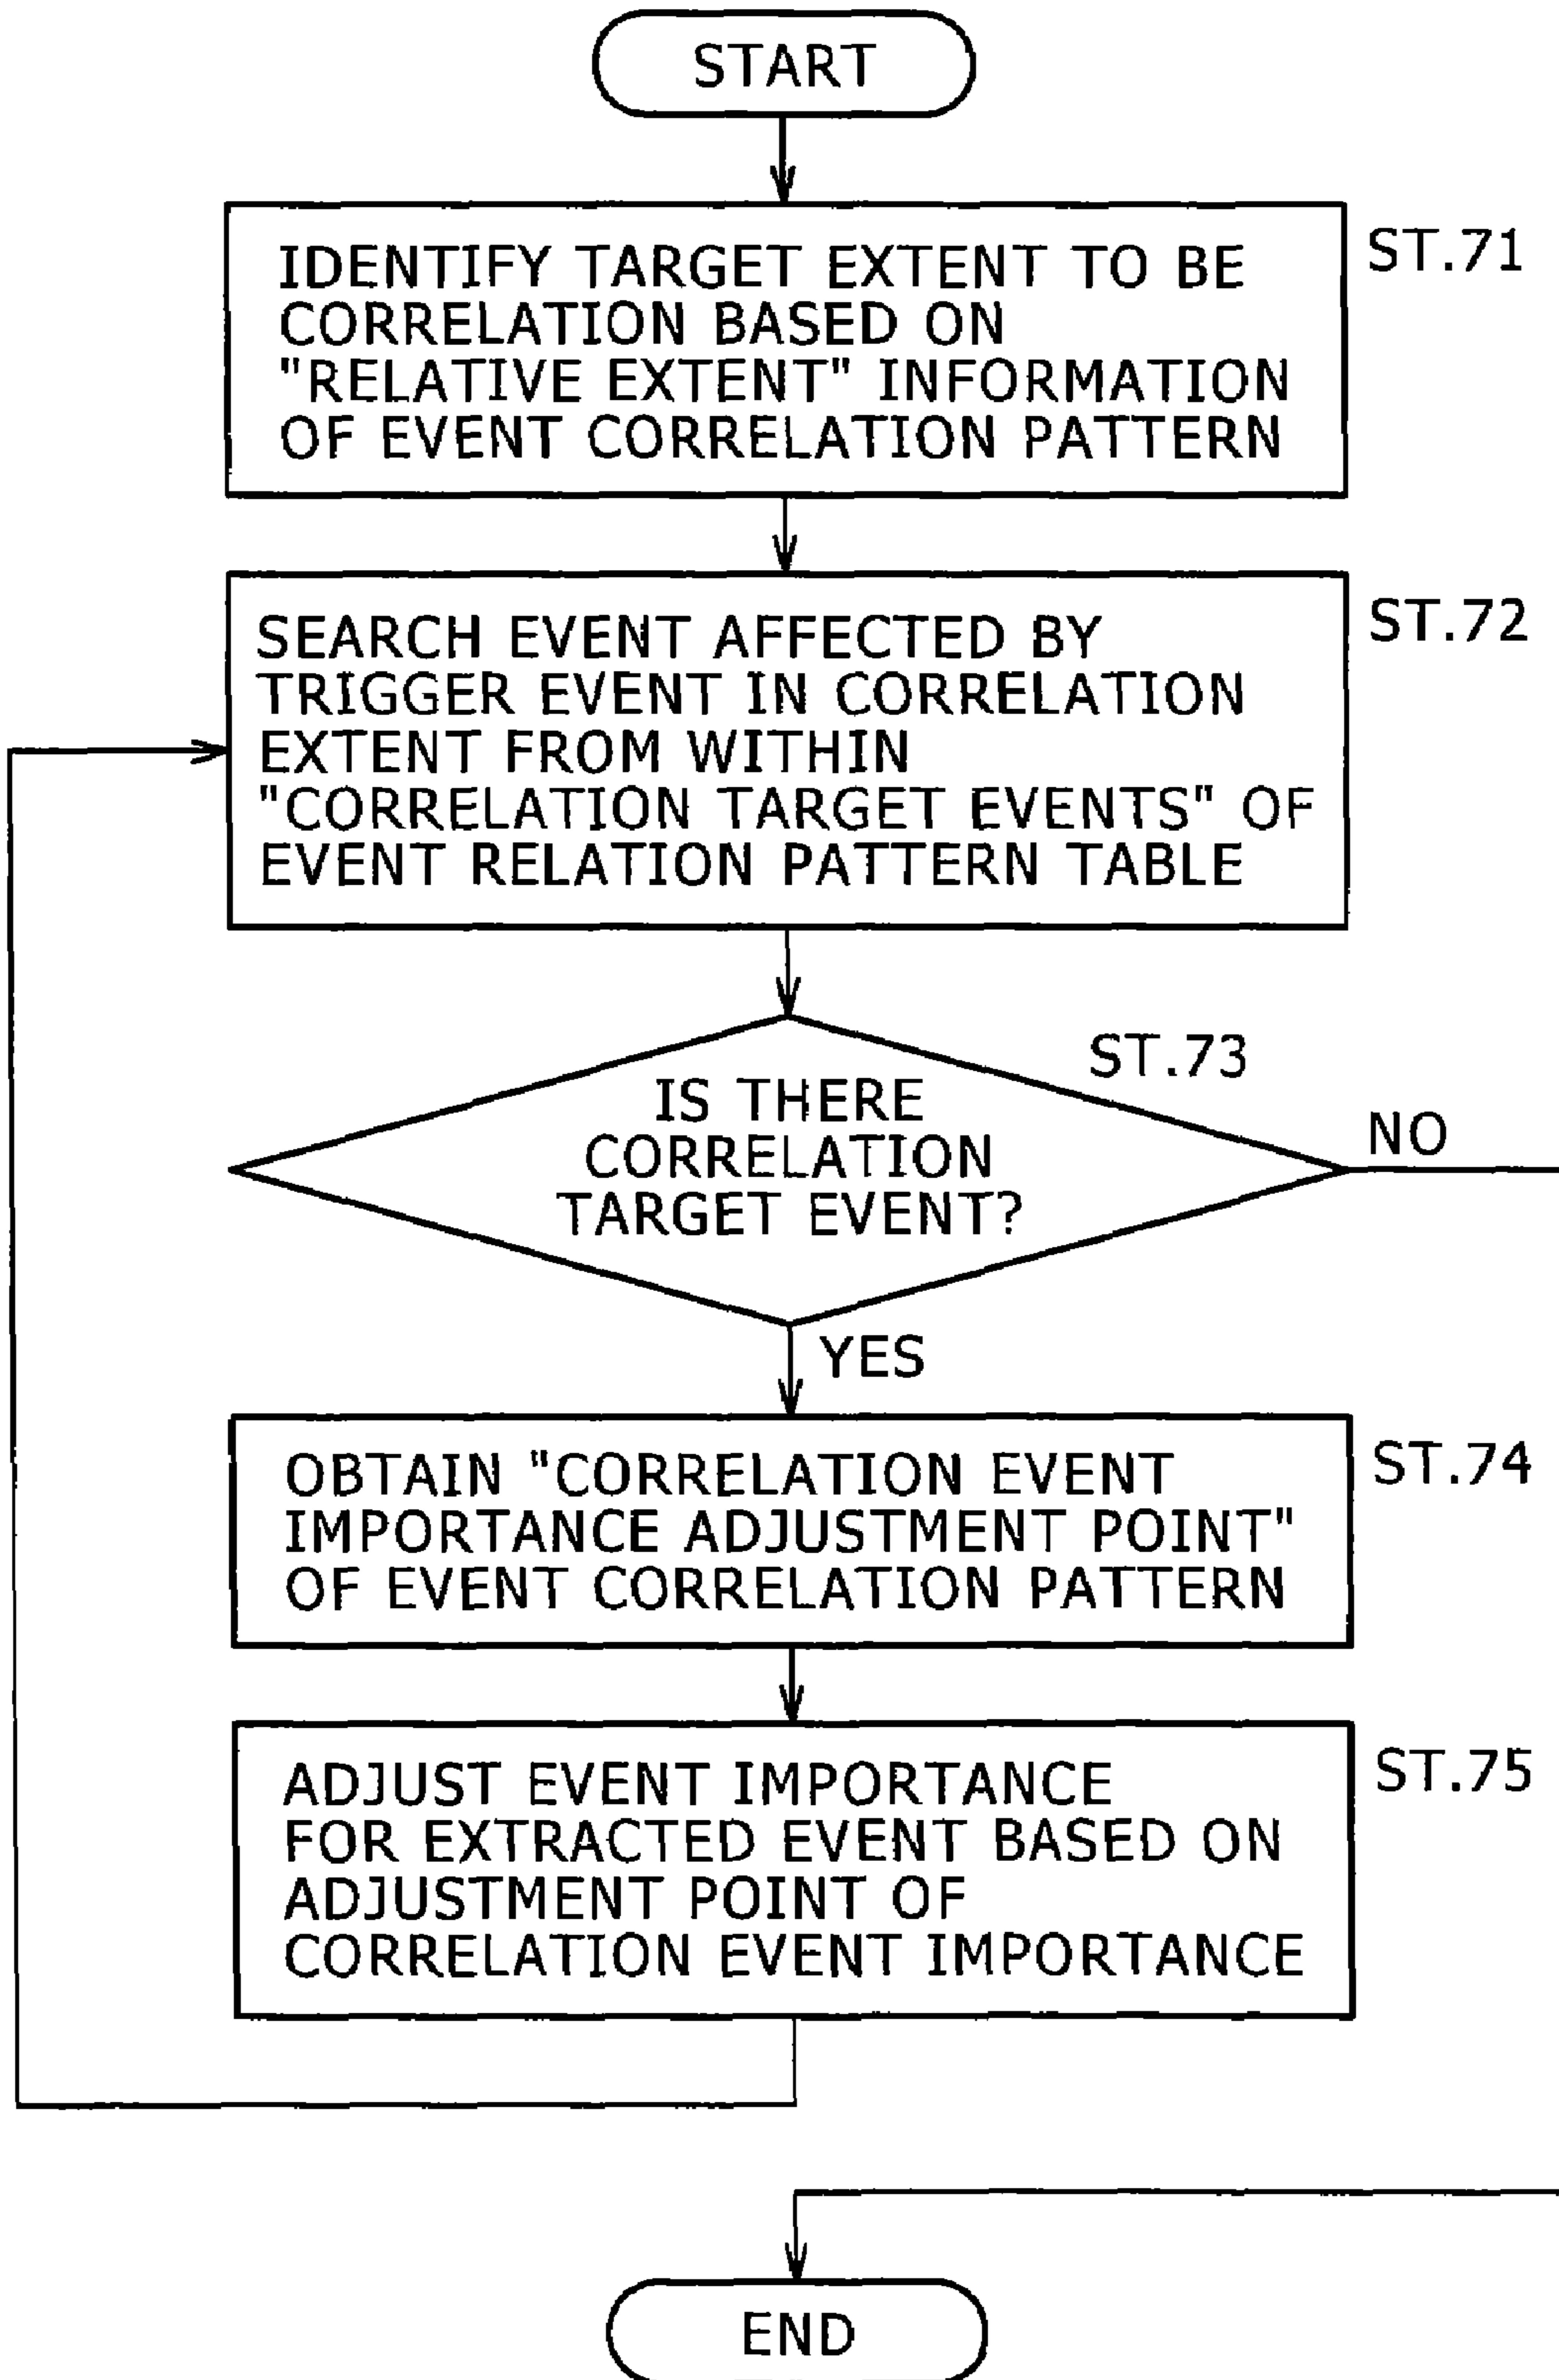 START
IDENTIFY TARGET EXTENT TO BE
CORRELATION BASED ON
"RELATIVE EXTENT" INFORMATION
OF EVENT CORRELATION PATTERN
ST.71
SEARCH EVENT AFFECTED BY
TRIGGER EVENT IN CORRELATION
EXTENT FROM WITHIN
"CORRELATION TARGET EVENTS" OF
EVENT RELATION PATTERN TABLE
ST.72
ST.73
IS THERE
CORRELATION
TARGET EVENT?
NO
YES
OBTAIN "CORRELATION EVENT
IMPORTANCE ADJUSTMENT POINT"
OF EVENT CORRELATION PATTERN
ST.74
ADJUST EVENT IMPORTANCE
FOR EXTRACTED EVENT BASED ON
ADJUSTMENT POINT OF
CORRELATION EVENT IMPORTANCE
ST.75
END